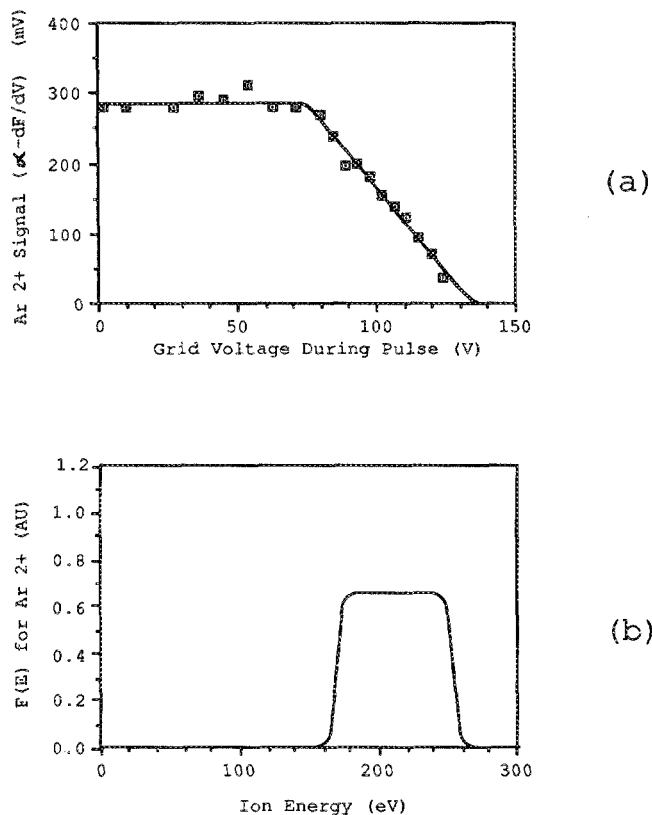 Ar 2+ Signal (∝-dF/dV) (mV)
400
300
200
100
0
0 50 100 150
Grid Voltage During Pulse (V)
(a)
F(E) for Ar 2+ (AU)
1.2
1.0
0.8
0.6
0.4
0.2
0.0
0 100 200 300
Ion Energy (eV)
(b)